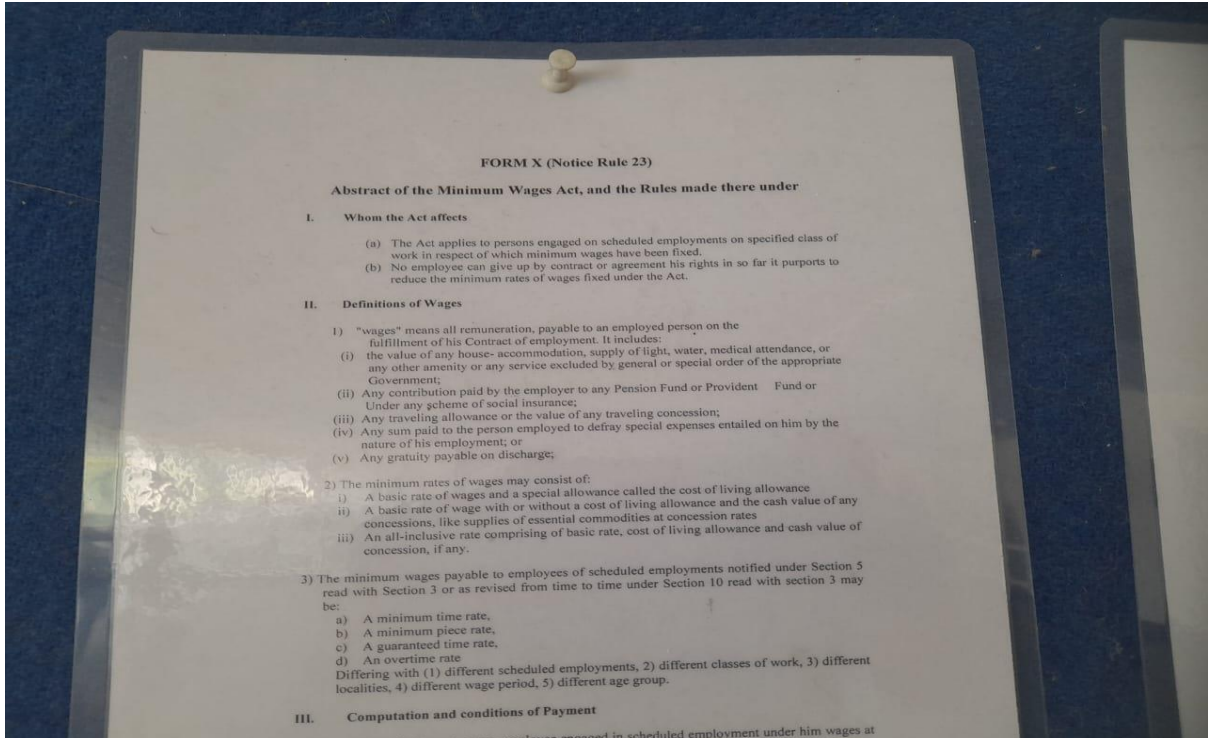 FORM X (Notice Rule 23)
Abstract of the Minimum Wages Act, and the Rules made there under
I. Whom the Act affects
(a) The Act applies to persons engaged on scheduled employments on specified class of
work in respect of which minimum wages have been fixed.
(b) No employee can give up by contract or agreement his rights in so far it purports to
reduce the minimum rates of wages fixed under the Act.
II. Definitions of Wages
1) "wages" means all remuneration, payable to an employed person on the
fulfillment of his Contract of employment. It includes:
(i) the value of any house- accommodation, supply of light, water, medical attendance, or
any other amenity or any service excluded by general or special order of the appropriate
Government;
(ii) Any contribution paid by the employer to any Pension Fund or Provident Fund or
Under any scheme of social insurance;
(iii) Any traveling allowance or the value of any traveling concession;
(iv) Any sum paid to the person employed to defray special expenses entailed on him by the
nature of his employment; or
(v) Any gratuity payable on discharge;
2) The minimum rates of wages may consist of:
i) A basic rate of wages and a special allowance called the cost of living allowance
ii) A basic rate of wage with or without a cost of living allowance and the cash value of any
concessions, like supplies of essential commodities at concession rates
iii) An all-inclusive rate comprising of basic rate, cost of living allowance and cash value of
concession, if any.
3) The minimum wages payable to employees of scheduled employments notified under Section 5
read with Section 3 or as revised from time to time under Section 10 read with section 3 may
be:
a) A minimum time rate,
b) A minimum piece rate,
c) A guaranteed time rate,
d) An overtime rate
Differing with (1) different scheduled employments, 2) different classes of work, 3) different
localities, 4) different wage period, 5) different age group.
III. Computation and conditions of Payment
in scheduled employment under him wages at